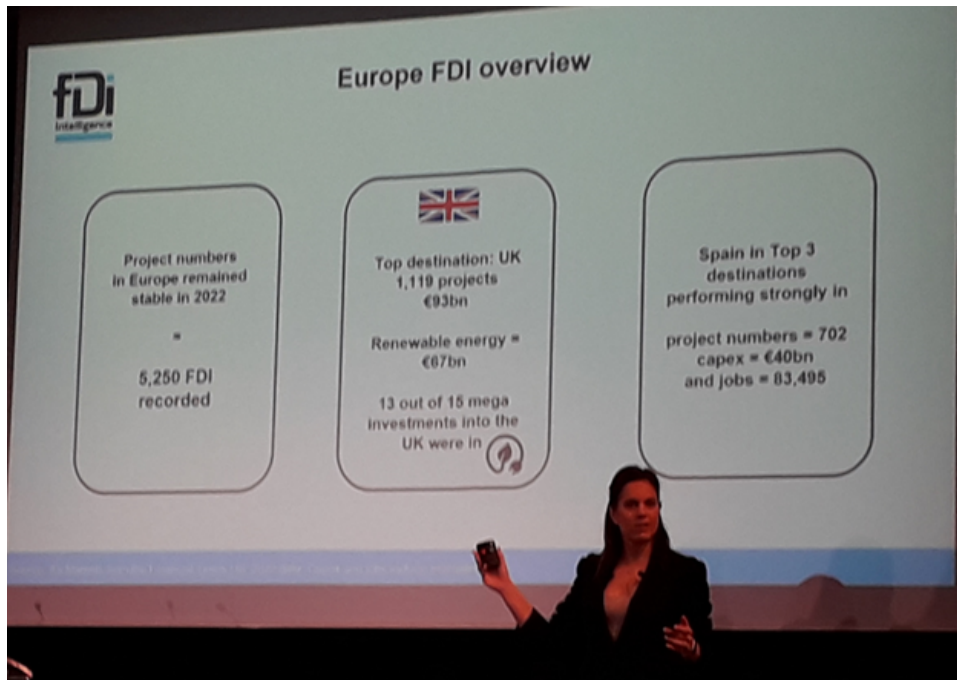 fDi
Intelligence
Europe FDI overview
Project numbers
in Europe remained
stable in 2022
=
5,250 FDI
recorded
Top destination: UK
1,119 projects
€93bn
Renewable energy =
€67bn
13 out of 15 mega
investments into the
UK were in
Spain in Top 3
destinations
performing strongly in
project numbers = 702
capex = €40bn
and jobs = 83,495